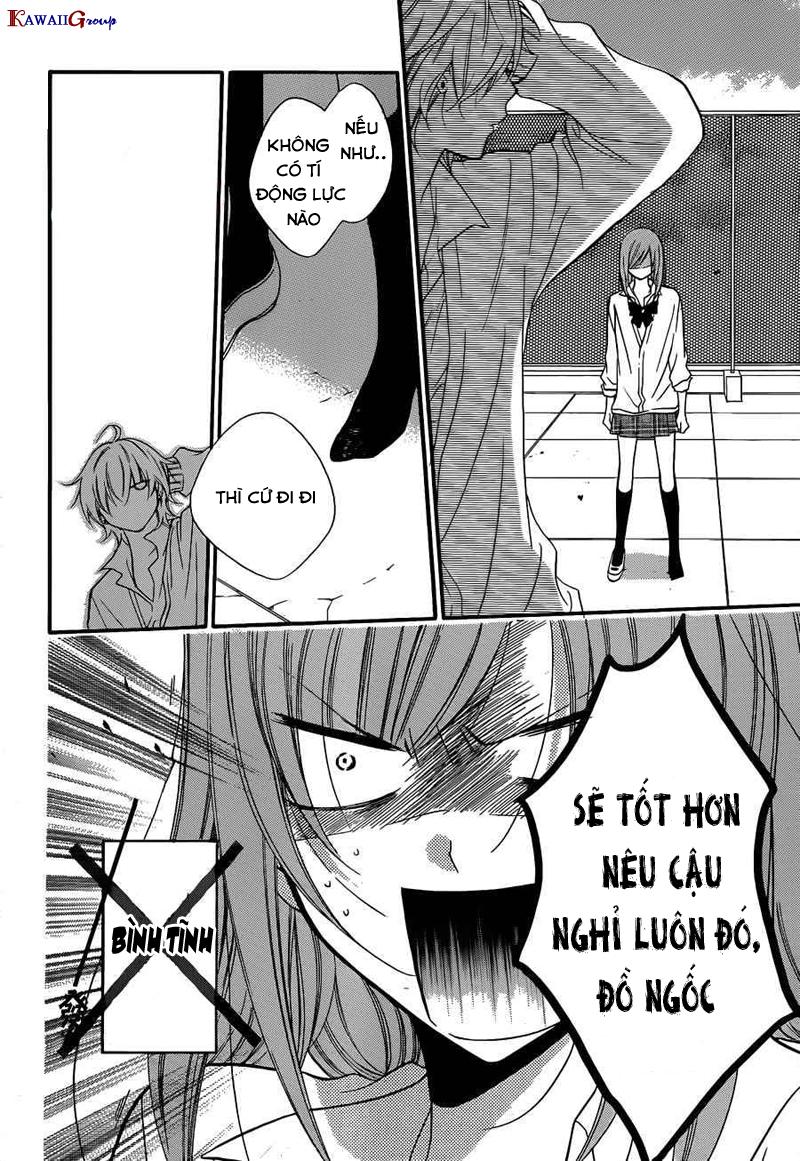 KAWAIIGroup
NẾU
NHƯ..
KHÔNG
CÓ TÍ
ĐỘNG LỰC
NÀO
THÌ CỨ ĐI ĐI
SẼ TỐT HƠN
NÊU CẬU
NGHỈ LUÔN ĐÓ,
ĐỒ NGỐC
BÌNH TĨNH